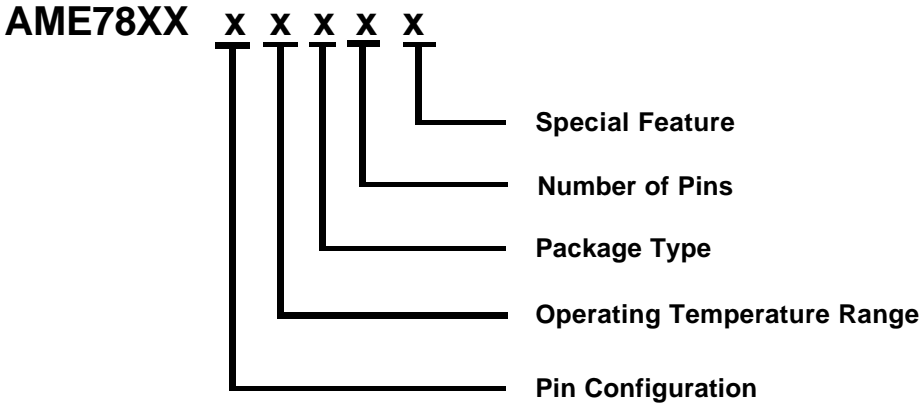 AME78XX x x x x x
Special Feature
Number of Pins
Package Type
Operating Temperature Range
Pin Configuration